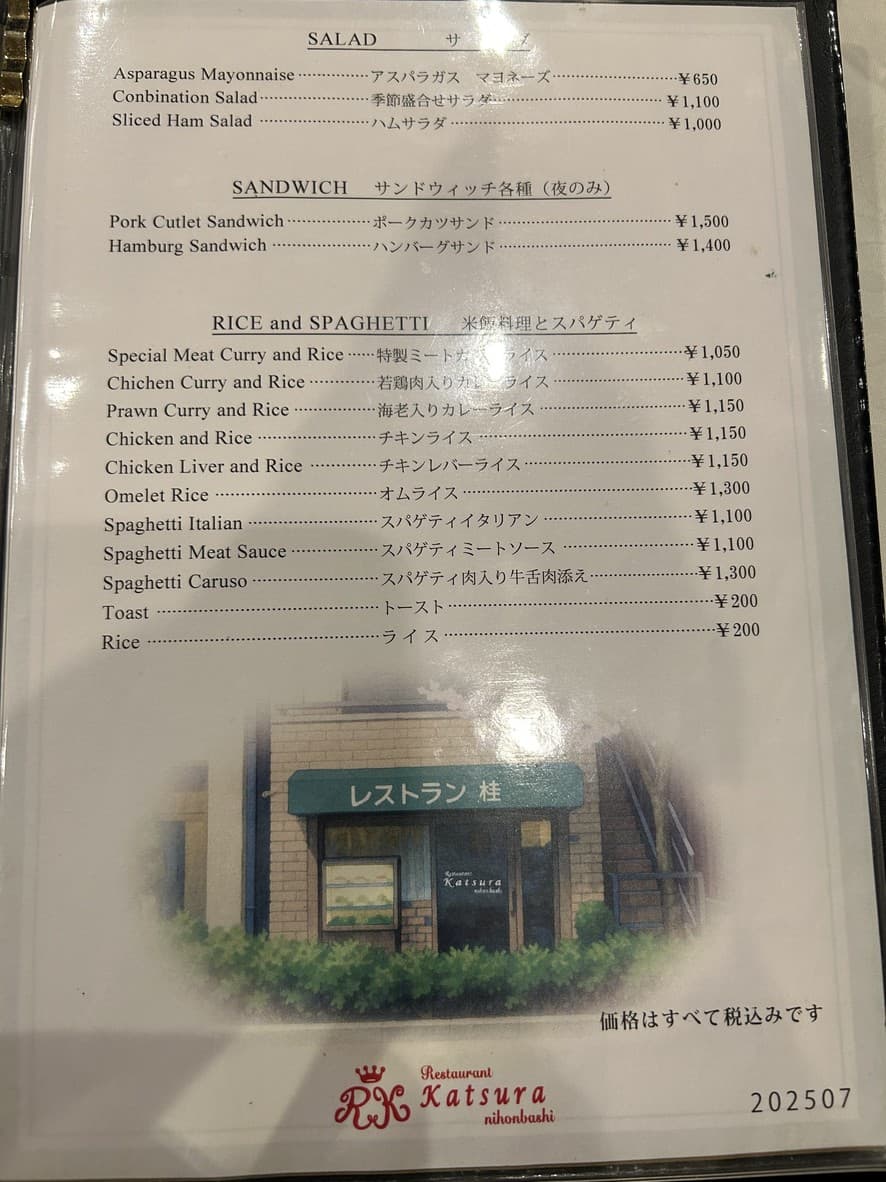 SALAD サ
Asparagus Mayonnaise アスパラガス マヨネーズ ¥650
Conbination Salad 季節盛合せサラダ ¥1,100
Sliced Ham Salad ハムサラダ ¥1,000
SANDWICH サンドウィッチ各種（夜のみ）
Pork Cutlet Sandwich ポークカツサンド ¥1,500
Hamburg Sandwich ハンバーグサンド ¥1,400
RICE and SPAGHETTI 米飯料理とスパゲティ
Special Meat Curry and Rice 特製ミートカ ライス ¥1,050
Chichen Curry and Rice 若鶏肉入りカレーライス ¥1,100
Prawn Curry and Rice 海老入りカレーライス ¥1,150
Chicken and Rice チキンライス ¥1,150
Chicken Liver and Rice チキンレバーライス ¥1,150
Omelet Rice オムライス ¥1,300
Spaghetti Italian スパゲティイタリアン ¥1,100
Spaghetti Meat Sauce スパゲティミートソース ¥1,100
Spaghetti Caruso スパゲティ肉入り牛舌肉添え ¥1,300
Toast トースト ¥200
Rice ライス ¥200
レストラン 桂
Restaurant
Katsura
nihonbashi
価格はすべて税込みです
RK Restaurant
Katsura
nihonbashi
202507